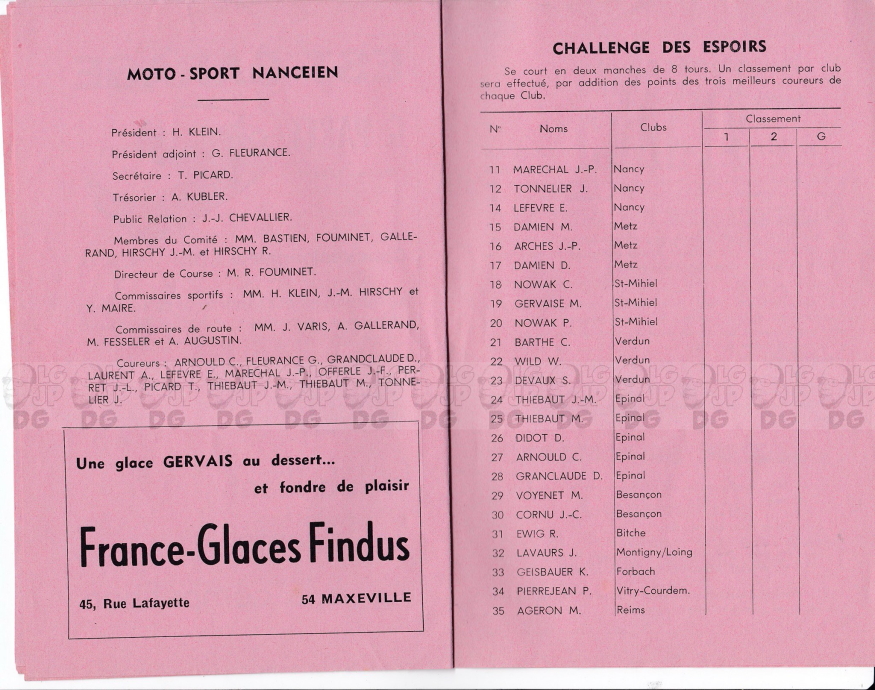 MOTO - SPORT NANCEIEN
Président : H. KLEIN.
Président adjoint : G. FLEURANCE.
Secrétaire : T. PICARD.
Trésorier : A. KUBLER.
Public Relation : J.-J. CHEVALLIER.
Membres du Comité : MM. BASTIEN, FOUMINET, GALLE-
RAND, HIRSCHY J.-M. et HIRSCHY R.
Directeur de Course : M. R. FOUMINET.
Commissaires sportifs : MM. H. KLEIN, J.-M. HIRSCHY et
Y. MAIRE.
Commissaires de route : MM. J. VARIS, A. GALLERAND,
M. FESSELER et A. AUGUSTIN.
Coureurs : ARNOULD C., FLEURANCE G., GRANDCLAUDE D.,
LAURENT A., LEFEVRE E., MARECHAL J.-P., OFFERLE J.-F., PER-
RET J.-L., PICARD T., THIEBAUT J.-M., THIEBAUT M., TONNE-
LIER J.
Une glace GERVAIS au dessert...
et fondre de plaisir
France-Glaces Findus
45, Rue Lafayette 54 MAXEVILLE
CHALLENGE DES ESPOIRS
Se court en deux manches de 8 tours. Un classement par club
sera effectué, par addition des points des trois meilleurs coureurs de
chaque Club.
N° Noms Clubs Classement
1 2 G
11 MARECHAL J.-P. Nancy
12 TONNELIER J. Nancy
14 LEFEVRE E. Nancy
15 DAMIEN M. Metz
16 ARCHES J.-P. Metz
17 DAMIEN D. Metz
18 NOWAK C. St-Mihiel
19 GERVAISE M. St-Mihiel
20 NOWAK P. St-Mihiel
21 BARTHE C. Verdun
22 WILD W. Verdun
23 DEVAUX S. Verdun
24 THIEBAUT J.-M. Epinal
25 THIEBAUT M. Epinal
26 DIDOT D. Epinal
27 ARNOULD C. Epinal
28 GRANCLAUDE D. Epinal
29 VOYENET M. Besançon
30 CORNU J.-C. Besançon
31 EWIG R. Bitche
32 LAVAURS J. Montigny/Loing
33 GEISBAUER K. Forbach
34 PIERREJEAN P. Vitry-Courdem.
35 AGERON M. Reims